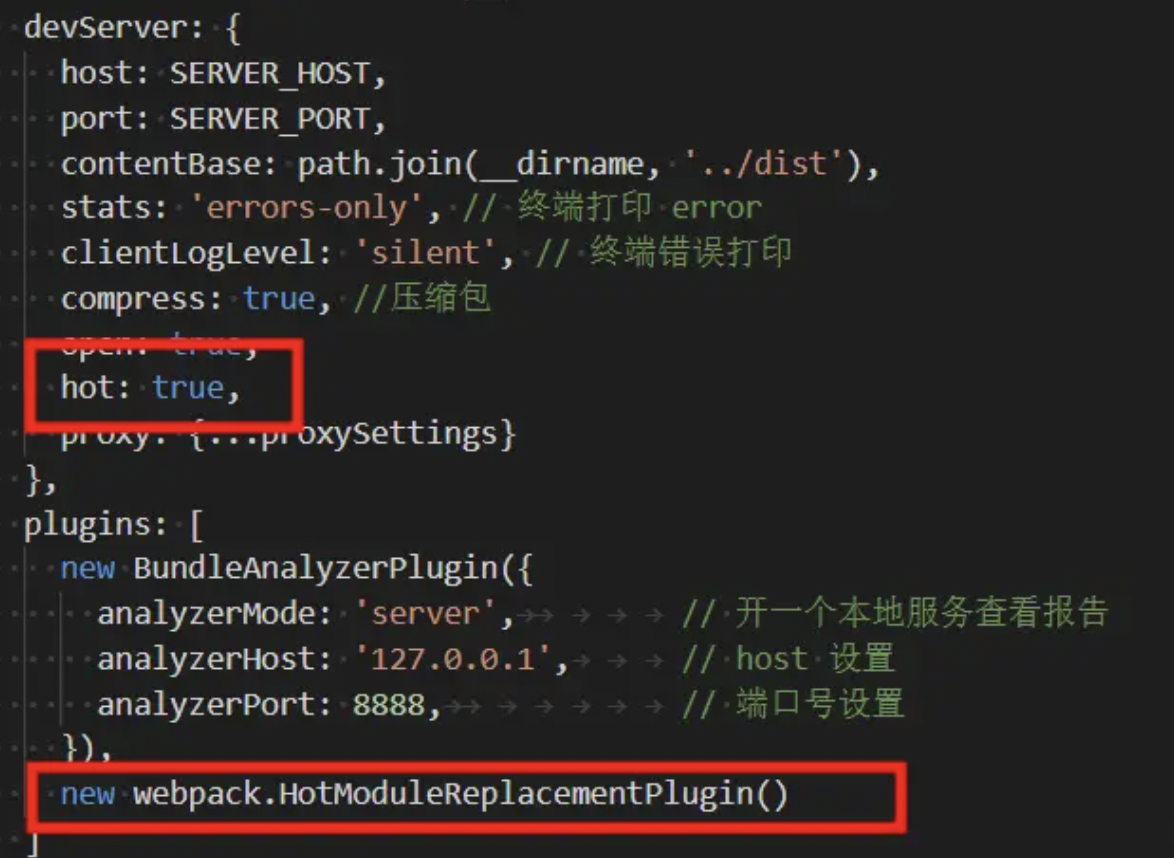 devServer: {
host: SERVER_HOST,
port: SERVER_PORT,
contentBase: path.join(__dirname, '../dist'),
stats: 'errors-only', // 终端打印 error
clientLogLevel: 'silent', // 终端错误打印
compress: true, //压缩包
open: true,
hot: true,
proxy: {...proxySettings}
},
plugins: [
new BundleAnalyzerPlugin({
analyzerMode: 'server', // 开一个本地服务查看报告
analyzerHost: '127.0.0.1', // host 设置
analyzerPort: 8888, // 端口号设置
}),
new webpack.HotModuleReplacementPlugin()
]